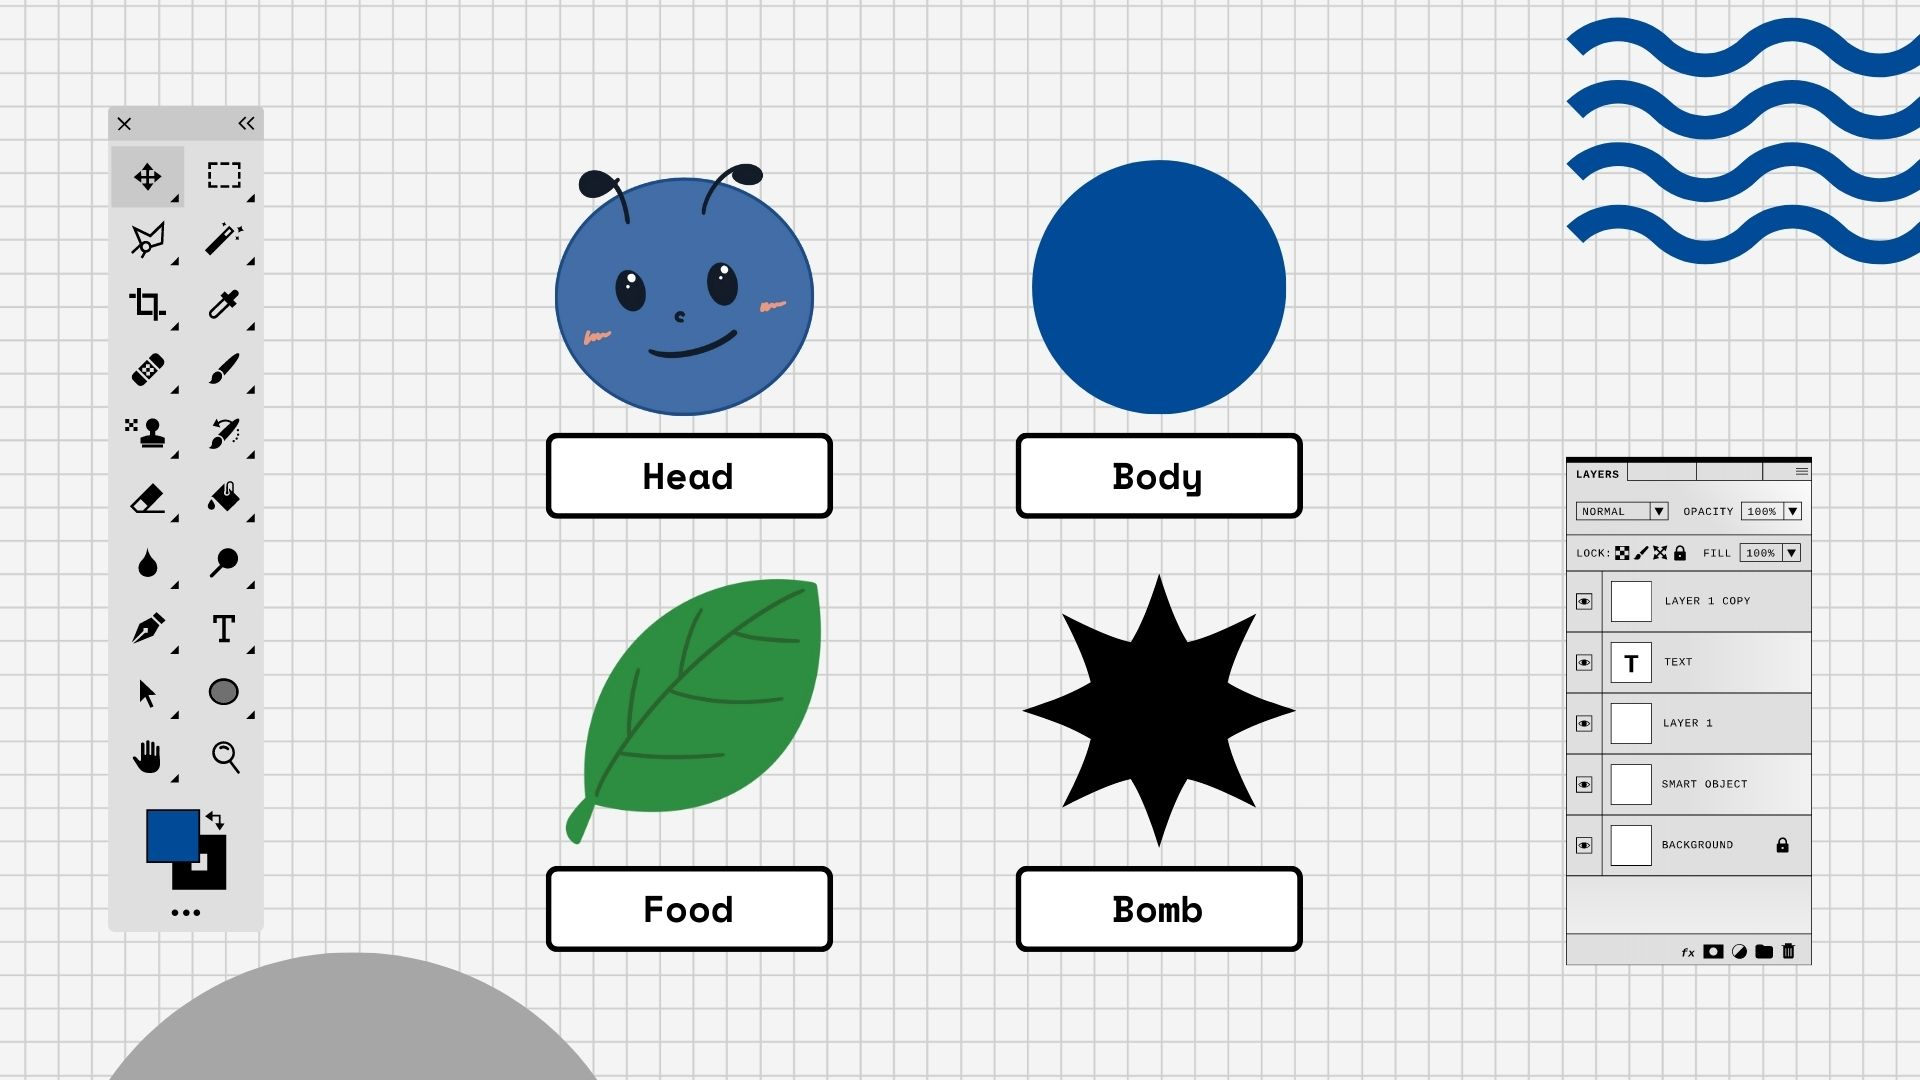 Head
Body
Food
Bomb
T
LAYERS
NORMAL OPACITY 100%
LOCK: FILL 100%
LAYER 1 COPY
T TEXT
LAYER 1
SMART OBJECT
BACKGROUND
fx